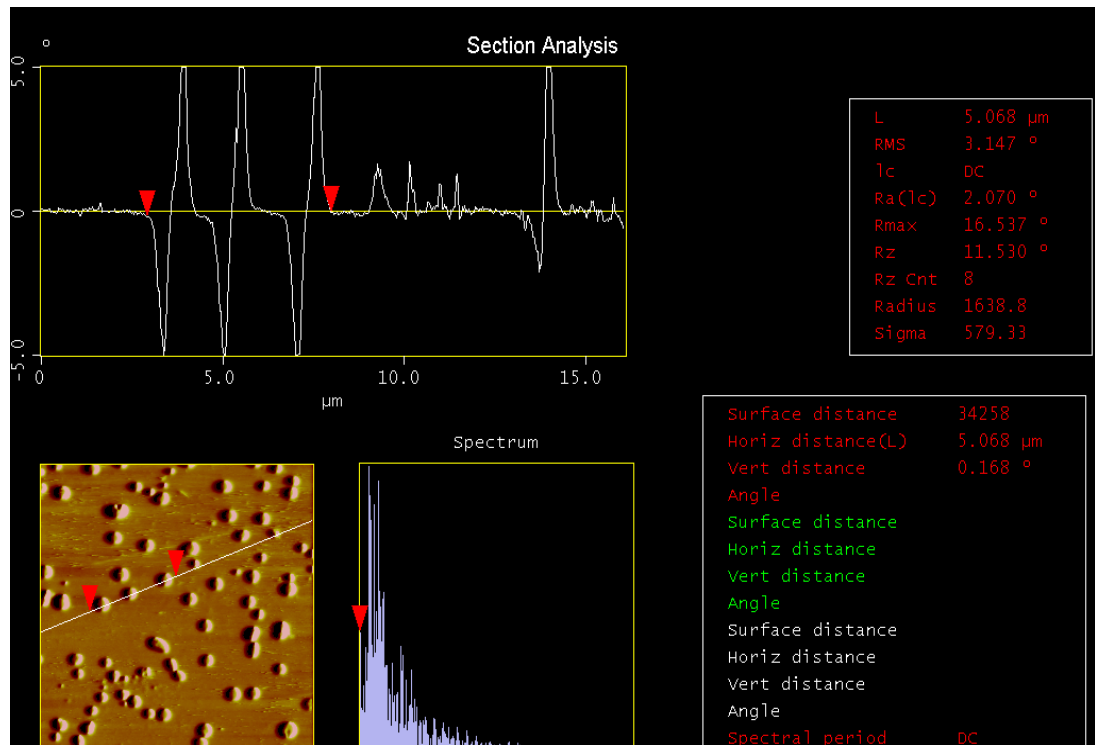 °
Section Analysis
5.0
0
-5.0
0 5.0 10.0 15.0
µm
L 5.068 µm
RMS 3.147 °
lc DC
Ra(lc) 2.070 °
Rmax 16.537 °
Rz 11.530 °
Rz Cnt 8
Radius 1638.8
Sigma 579.33
Spectrum
Surface distance 34258
Horiz distance(L) 5.068 µm
Vert distance 0.168 °
Angle
Surface distance
Horiz distance
Vert distance
Angle
Surface distance
Horiz distance
Vert distance
Angle
Spectral period DC